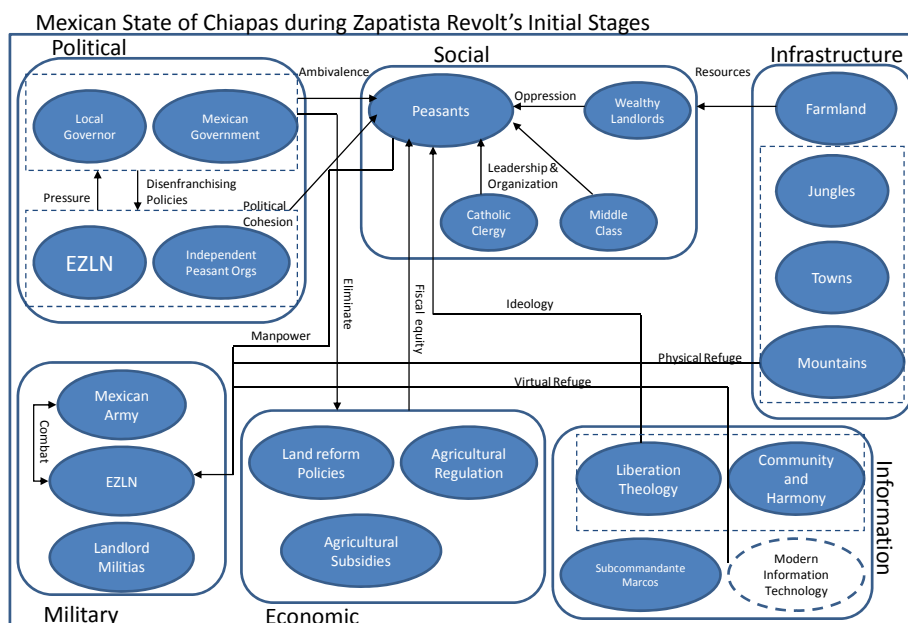 Mexican State of Chiapas during Zapatista Revolt's Initial Stages
Political
Local
Governor
Mexican
Government
Pressure
Disenfranchising
Policies
EZLN
Independent
Peasant Orgs
Ambivalence
Political
Cohesion
Social
Peasants
Oppression
Wealthy
Landlords
Leadership &
Organization
Catholic
Clergy
Middle
Class
Resources
Infrastructure
Farmland
Jungles
Towns
Mountains
Eliminate
Fiscal equity
Ideology
Manpower
Physical Refuge
Virtual Refuge
Mexican
Army
Combat
EZLN
Landlord
Militias
Military
Land reform
Policies
Agricultural
Regulation
Agricultural
Subsidies
Economic
Liberation
Theology
Community
and
Harmony
Subcommandante
Marcos
Modern
Information
Technology
Information